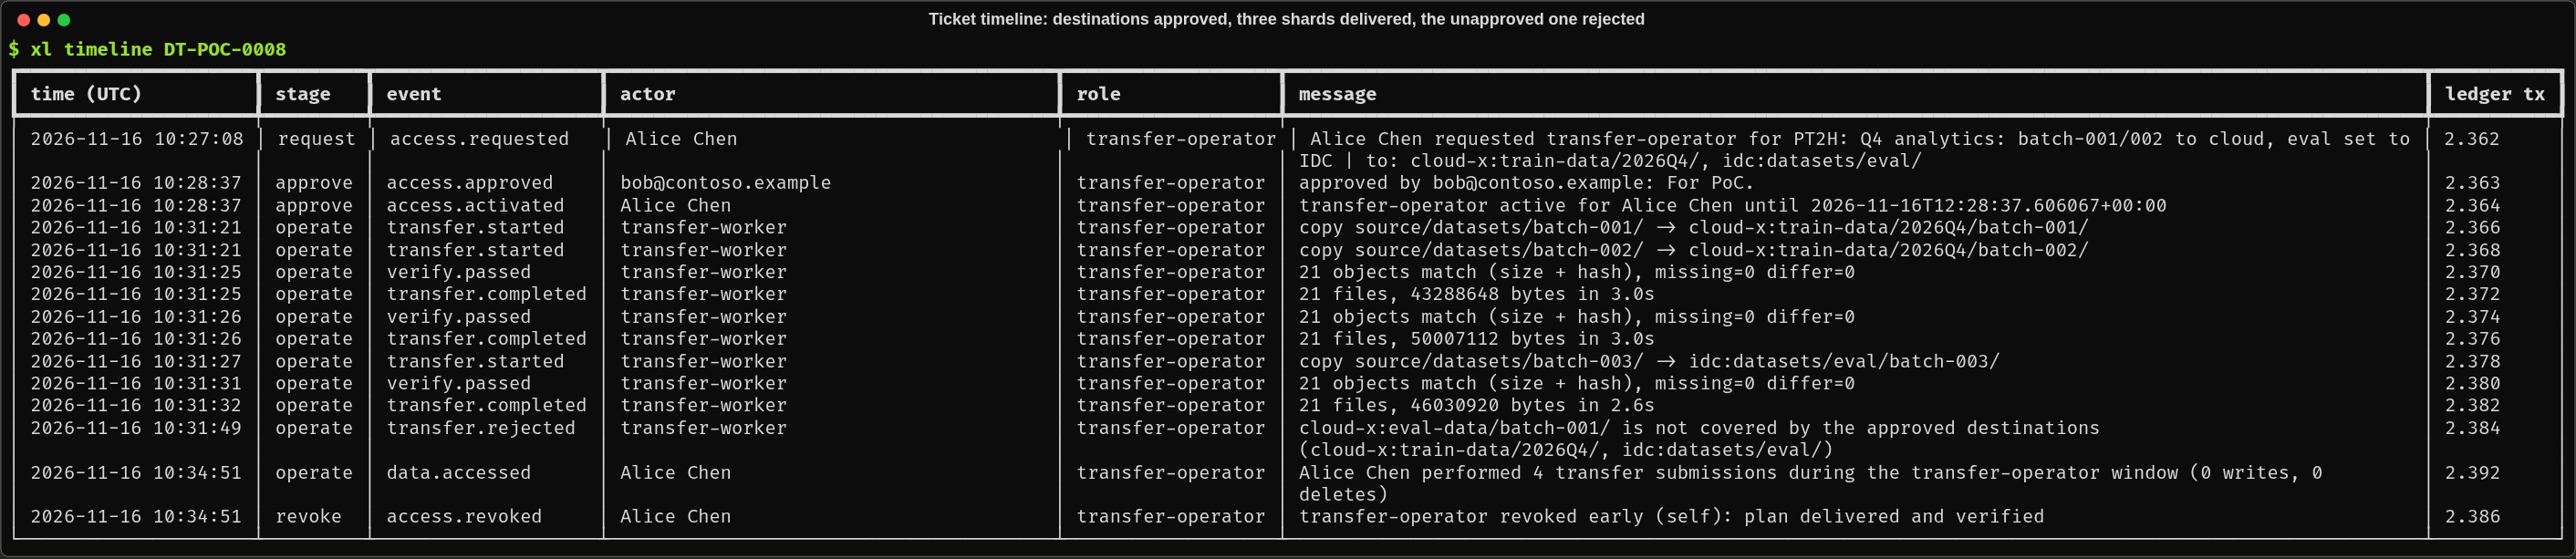 Ticket timeline: destinations approved, three shards delivered, the unapproved one rejected
$ xl timeline DT-POC-0008
time (UTC) stage event actor role message ledger tx
2026-11-16 10:27:08 request access.requested Alice Chen transfer-operator Alice Chen requested transfer-operator for PT2H: Q4 analytics: batch-001/002 to cloud, eval set to 2.362
IDC | to: cloud-x:train-data/2026Q4/, idc:datasets/eval/
2026-11-16 10:28:37 approve access.approved bob@contoso.example transfer-operator approved by bob@contoso.example: For PoC. 2.363
2026-11-16 10:28:37 approve access.activated Alice Chen transfer-operator transfer-operator active for Alice Chen until 2026-11-16T12:28:37.606067+00:00 2.364
2026-11-16 10:31:21 operate transfer.started transfer-worker transfer-operator copy source/datasets/batch-001/ → cloud-x:train-data/2026Q4/batch-001/ 2.366
2026-11-16 10:31:21 operate transfer.started transfer-worker transfer-operator copy source/datasets/batch-002/ → cloud-x:train-data/2026Q4/batch-002/ 2.368
2026-11-16 10:31:25 operate verify.passed transfer-worker transfer-operator 21 objects match (size + hash), missing=0 differ=0 2.370
2026-11-16 10:31:25 operate transfer.completed transfer-worker transfer-operator 21 files, 43288648 bytes in 3.0s 2.372
2026-11-16 10:31:26 operate verify.passed transfer-worker transfer-operator 21 objects match (size + hash), missing=0 differ=0 2.374
2026-11-16 10:31:26 operate transfer.completed transfer-worker transfer-operator 21 files, 50007112 bytes in 3.0s 2.376
2026-11-16 10:31:27 operate transfer.started transfer-worker transfer-operator copy source/datasets/batch-003/ → idc:datasets/eval/batch-003/ 2.378
2026-11-16 10:31:31 operate verify.passed transfer-worker transfer-operator 21 objects match (size + hash), missing=0 differ=0 2.380
2026-11-16 10:31:32 operate transfer.completed transfer-worker transfer-operator 21 files, 46030920 bytes in 2.6s 2.382
2026-11-16 10:31:49 operate transfer.rejected transfer-worker transfer-operator cloud-x:eval-data/batch-001/ is not covered by the approved destinations 2.384
(cloud-x:train-data/2026Q4/, idc:datasets/eval/)
2026-11-16 10:34:51 operate data.accessed Alice Chen transfer-operator Alice Chen performed 4 transfer submissions during the transfer-operator window (0 writes, 0 2.392
deletes)
2026-11-16 10:34:51 revoke access.revoked Alice Chen transfer-operator transfer-operator revoked early (self): plan delivered and verified 2.386